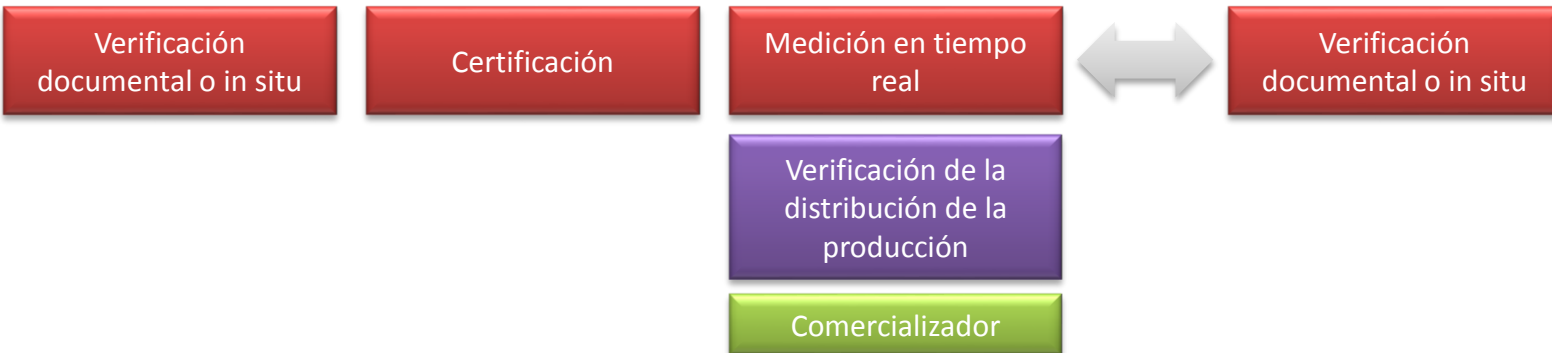 Verificación
documental o in situ
Certificación
Medición en tiempo
real
Verificación
documental o in situ
Verificación de la
distribución de la
producción
Comercializador